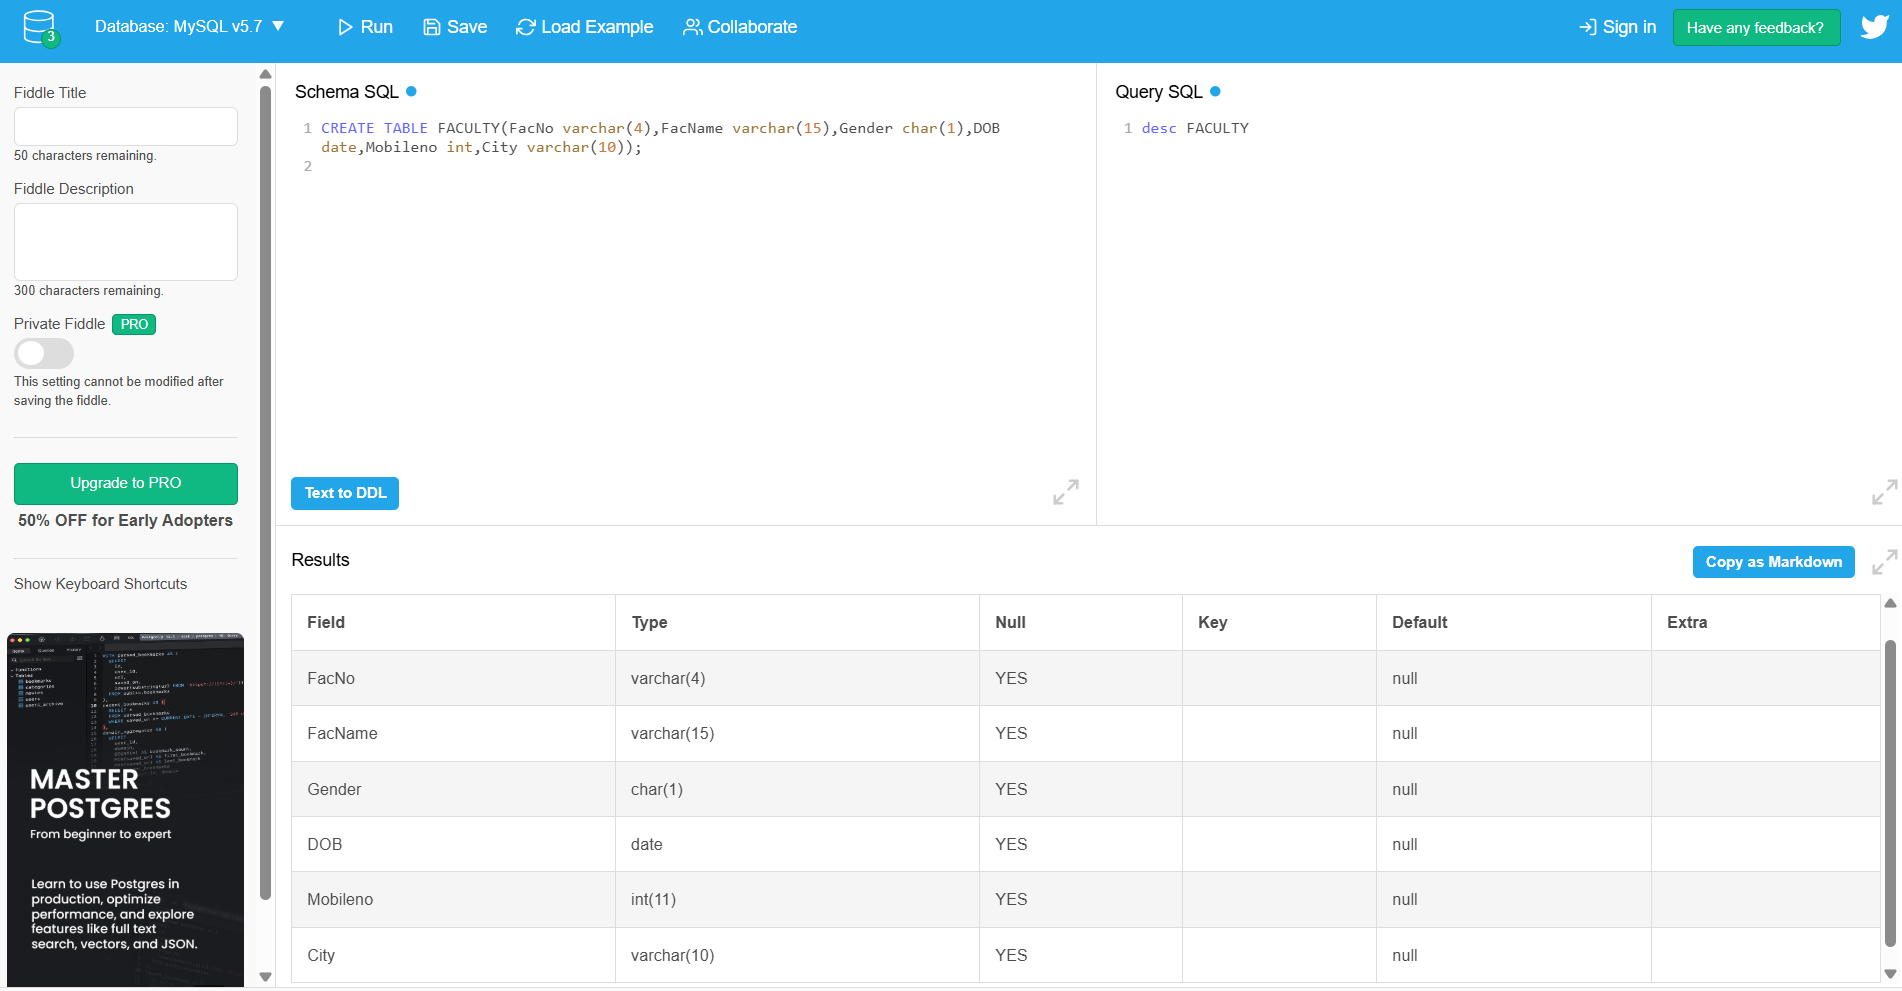 3
Database: MySQL v5.7 ▼
Run
Save
Load Example
Collaborate
Sign in
Have any feedback?
Fiddle Title
50 characters remaining.
Fiddle Description
300 characters remaining.
Private Fiddle PRO
This setting cannot be modified after
saving the fiddle.
Upgrade to PRO
50% OFF for Early Adopters
Show Keyboard Shortcuts
MASTER
POSTGRES
From beginner to expert
Learn to use Postgres in
production, optimize
performance, and explore
features like full text
search, vectors, and JSON.
Schema SQL
1 CREATE TABLE FACULTY(FacNo varchar(4),FacName varchar(15),Gender char(1),DOB
date,Mobileno int,City varchar(10));
2
Text to DDL
Query SQL
1 desc FACULTY
Results
Copy as Markdown
Field Type Null Key Default Extra
FacNo varchar(4) YES null
FacName varchar(15) YES null
Gender char(1) YES null
DOB date YES null
Mobileno int(11) YES null
City varchar(10) YES null